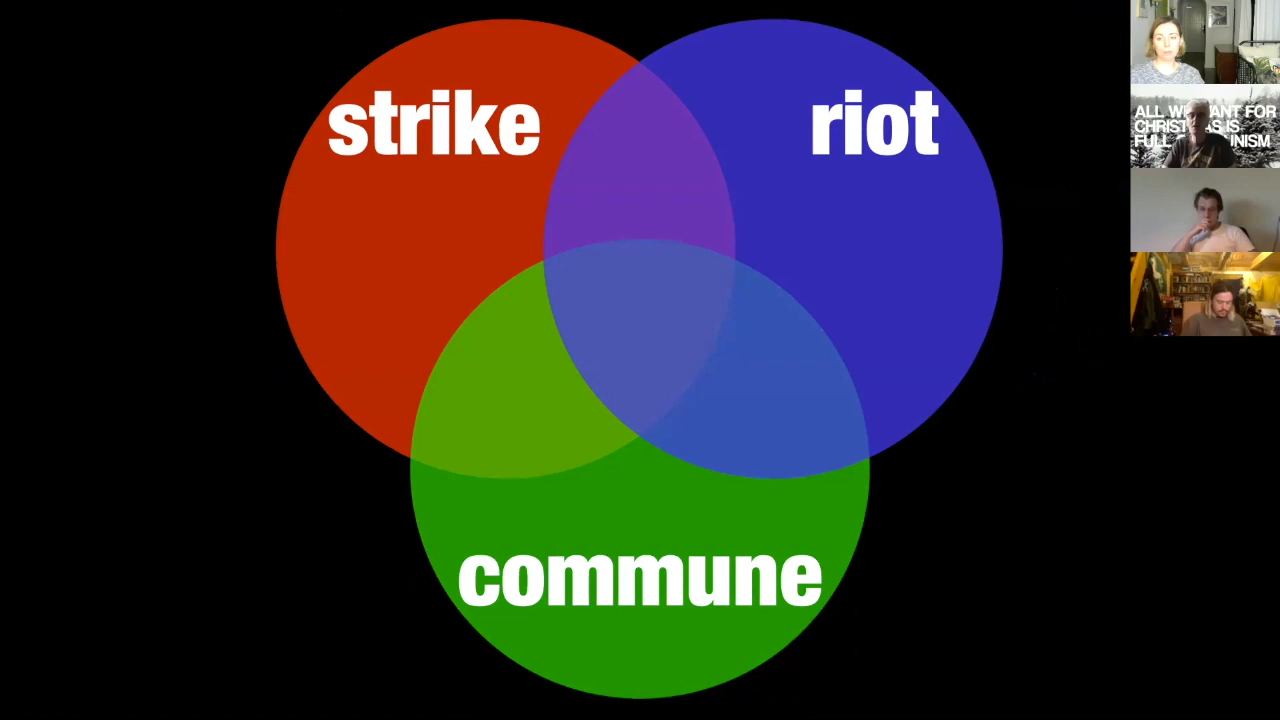 strike
riot
commune
ALL W ANT FOR
CHRIST AS IS
FULL NISM